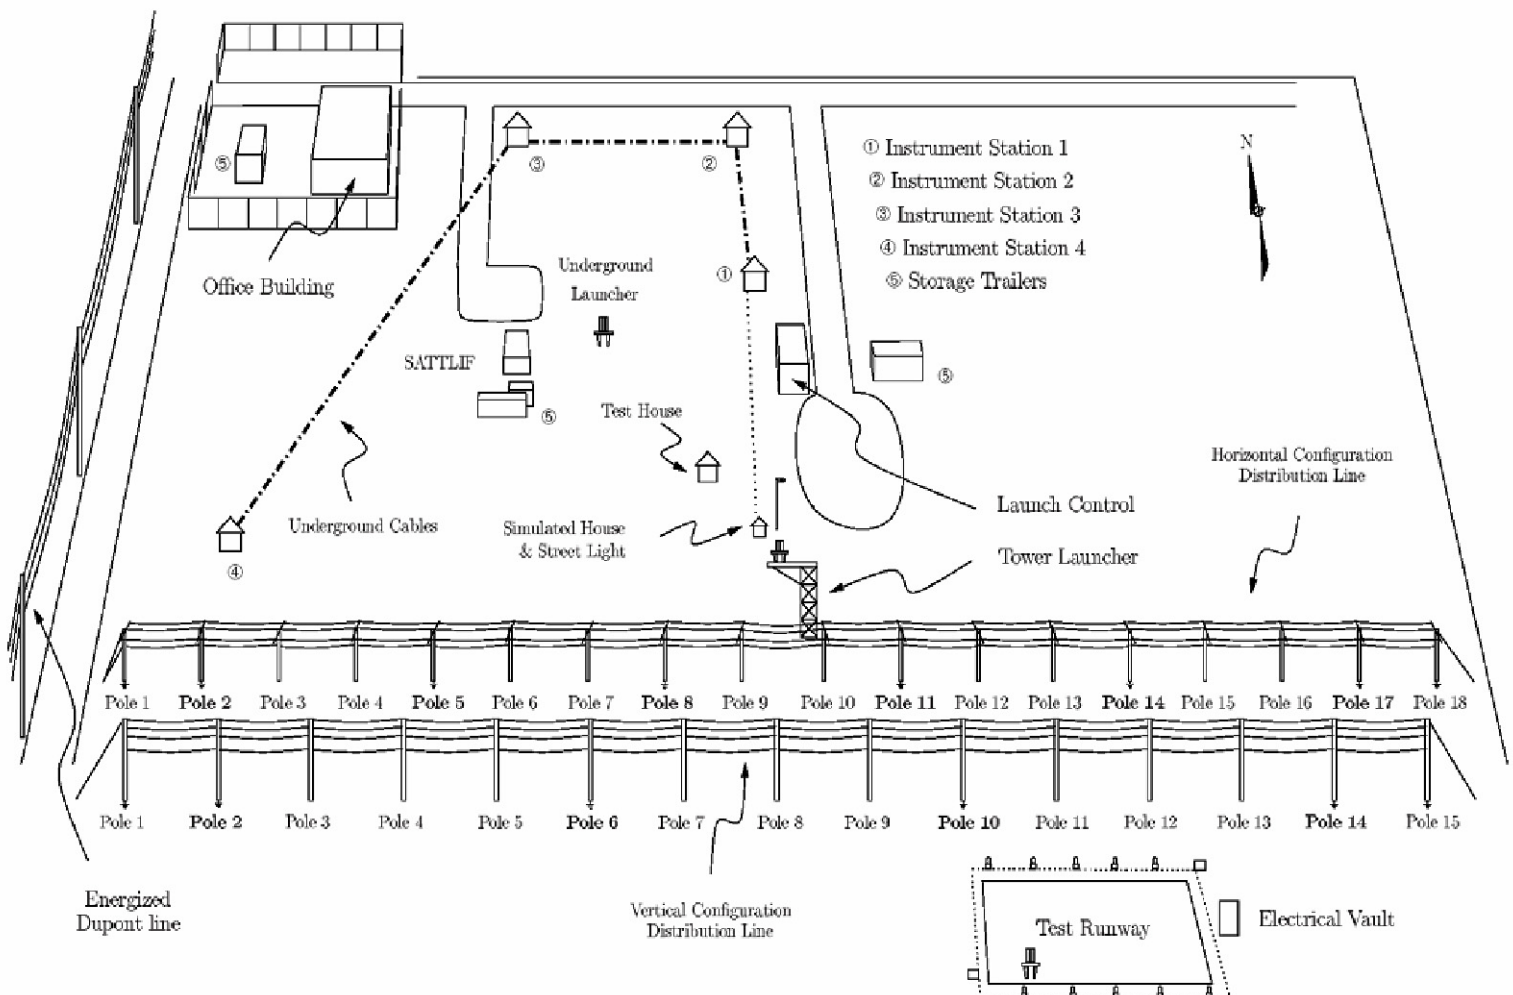 N
① Instrument Station 1
② Instrument Station 2
③ Instrument Station 3
④ Instrument Station 4
⑤ Storage Trailers
⑤
③
②
Office Building
Underground
Launcher
①
SATTLIF
⑤
⑤
Test House
Horizontal Configuration
Distribution Line
Launch Control
Underground Cables
Simulated House
& Street Light
Tower Launcher
④
Pole 1 Pole 2 Pole 3 Pole 4 Pole 5 Pole 6 Pole 7 Pole 8 Pole 9 Pole 10 Pole 11 Pole 12 Pole 13 Pole 14 Pole 15 Pole 16 Pole 17 Pole 18
Pole 1 Pole 2 Pole 3 Pole 4 Pole 5 Pole 6 Pole 7 Pole 8 Pole 9 Pole 10 Pole 11 Pole 12 Pole 13 Pole 14 Pole 15
Energized
Dupont line
Vertical Configuration
Distribution Line
Test Runway
Electrical Vault